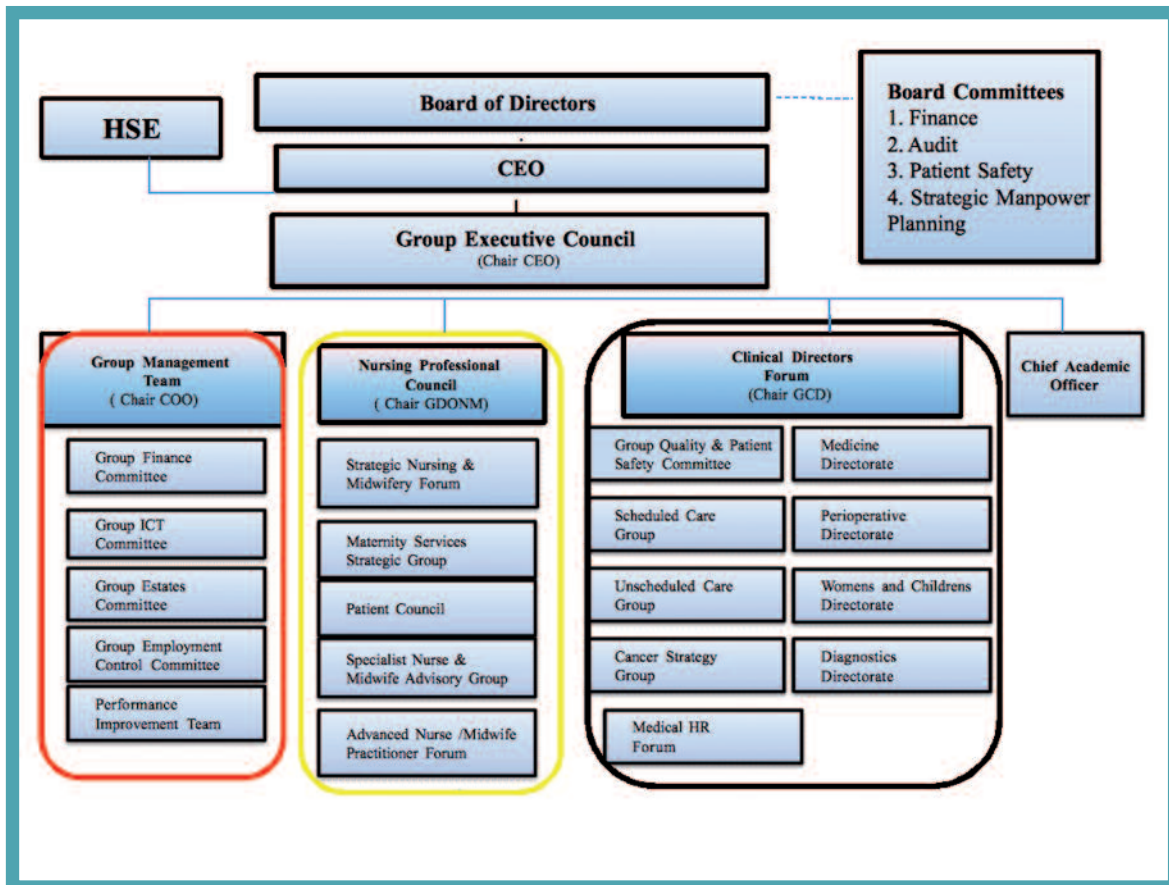 Board of Directors
HSE
CEO
Group Executive Council
(Chair CEO)
Board Committees
1. Finance
2. Audit
3. Patient Safety
4. Strategic Manpower
Planning
Group Management
Team
( Chair COO)
Group Finance
Committee
Group ICT
Committee
Group Estates
Committee
Group Employment
Control Committee
Performance
Improvement Team
Nursing Professional
Council
( Chair GDONM)
Strategic Nursing &
Midwifery Forum
Maternity Services
Strategic Group
Patient Council
Specialist Nurse &
Midwife Advisory Group
Advanced Nurse /Midwife
Practitioner Forum
Clinical Directors
Forum
(Chair GCD)
Group Quality & Patient
Safety Committee
Scheduled Care
Group
Unscheduled Care
Group
Cancer Strategy
Group
Medical HR
Forum
Medicine
Directorate
Perioperative
Directorate
Womens and Childrens
Directorate
Diagnostics
Directorate
Chief Academic
Officer